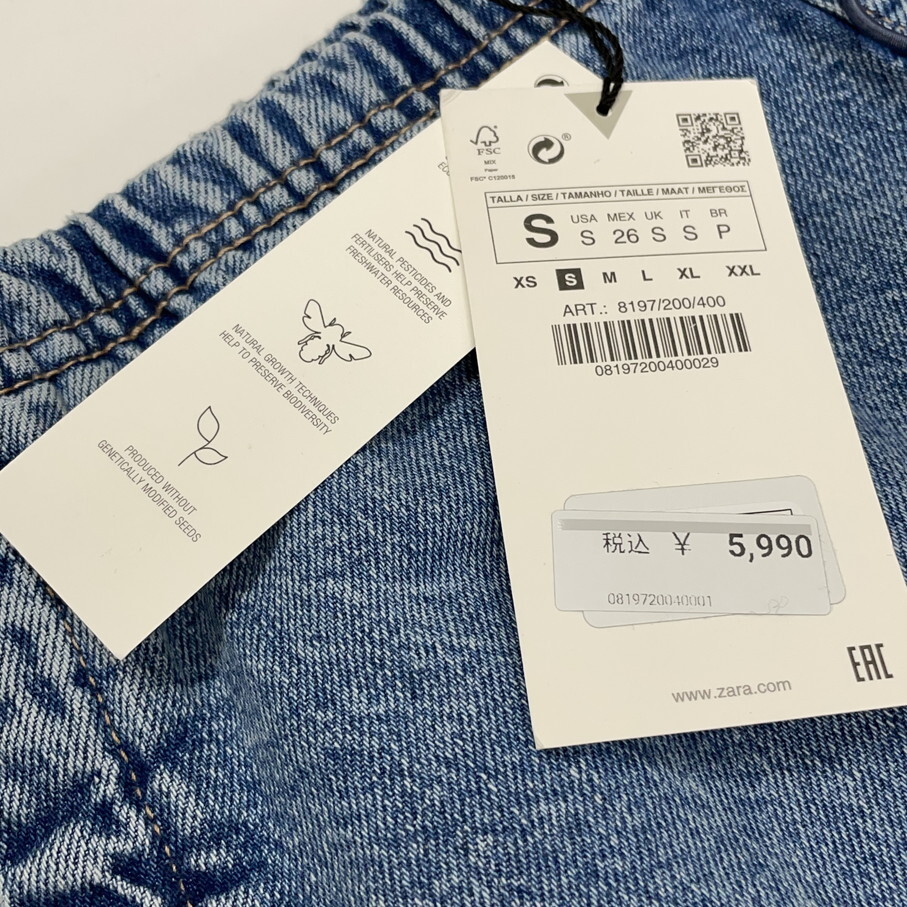 FSC
MIX
Paper
FSC® C120016
®
TALLA / SIZE / TAMANHO / TAILLE / MAAT / ΜΕΓΕΘΟΣ
USA MEX UK IT BR
S S 26 S S P
XS S M L XL XXL
ART.: 8197/200/400
08197200400029
税込 ¥ 5,990
0819720040001
EAC
www.zara.com
NATURAL PESTICIDES AND
FERTILISERS HELP PRESERVE
FRESHWATER RESOURCES
NATURAL GROWTH TECHNIQUES
HELP TO PRESERVE BIODIVERSITY
PRODUCED WITHOUT
GENETICALLY MODIFIED SEEDS